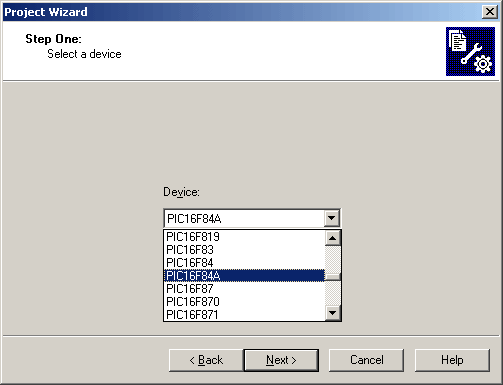 Project Wizard
Step One:
Select a device
Device:
PIC16F84A
PIC16F819
PIC16F83
PIC16F84
PIC16F84A
PIC16F87
PIC16F870
PIC16F871
< Back
Next >
Cancel
Help